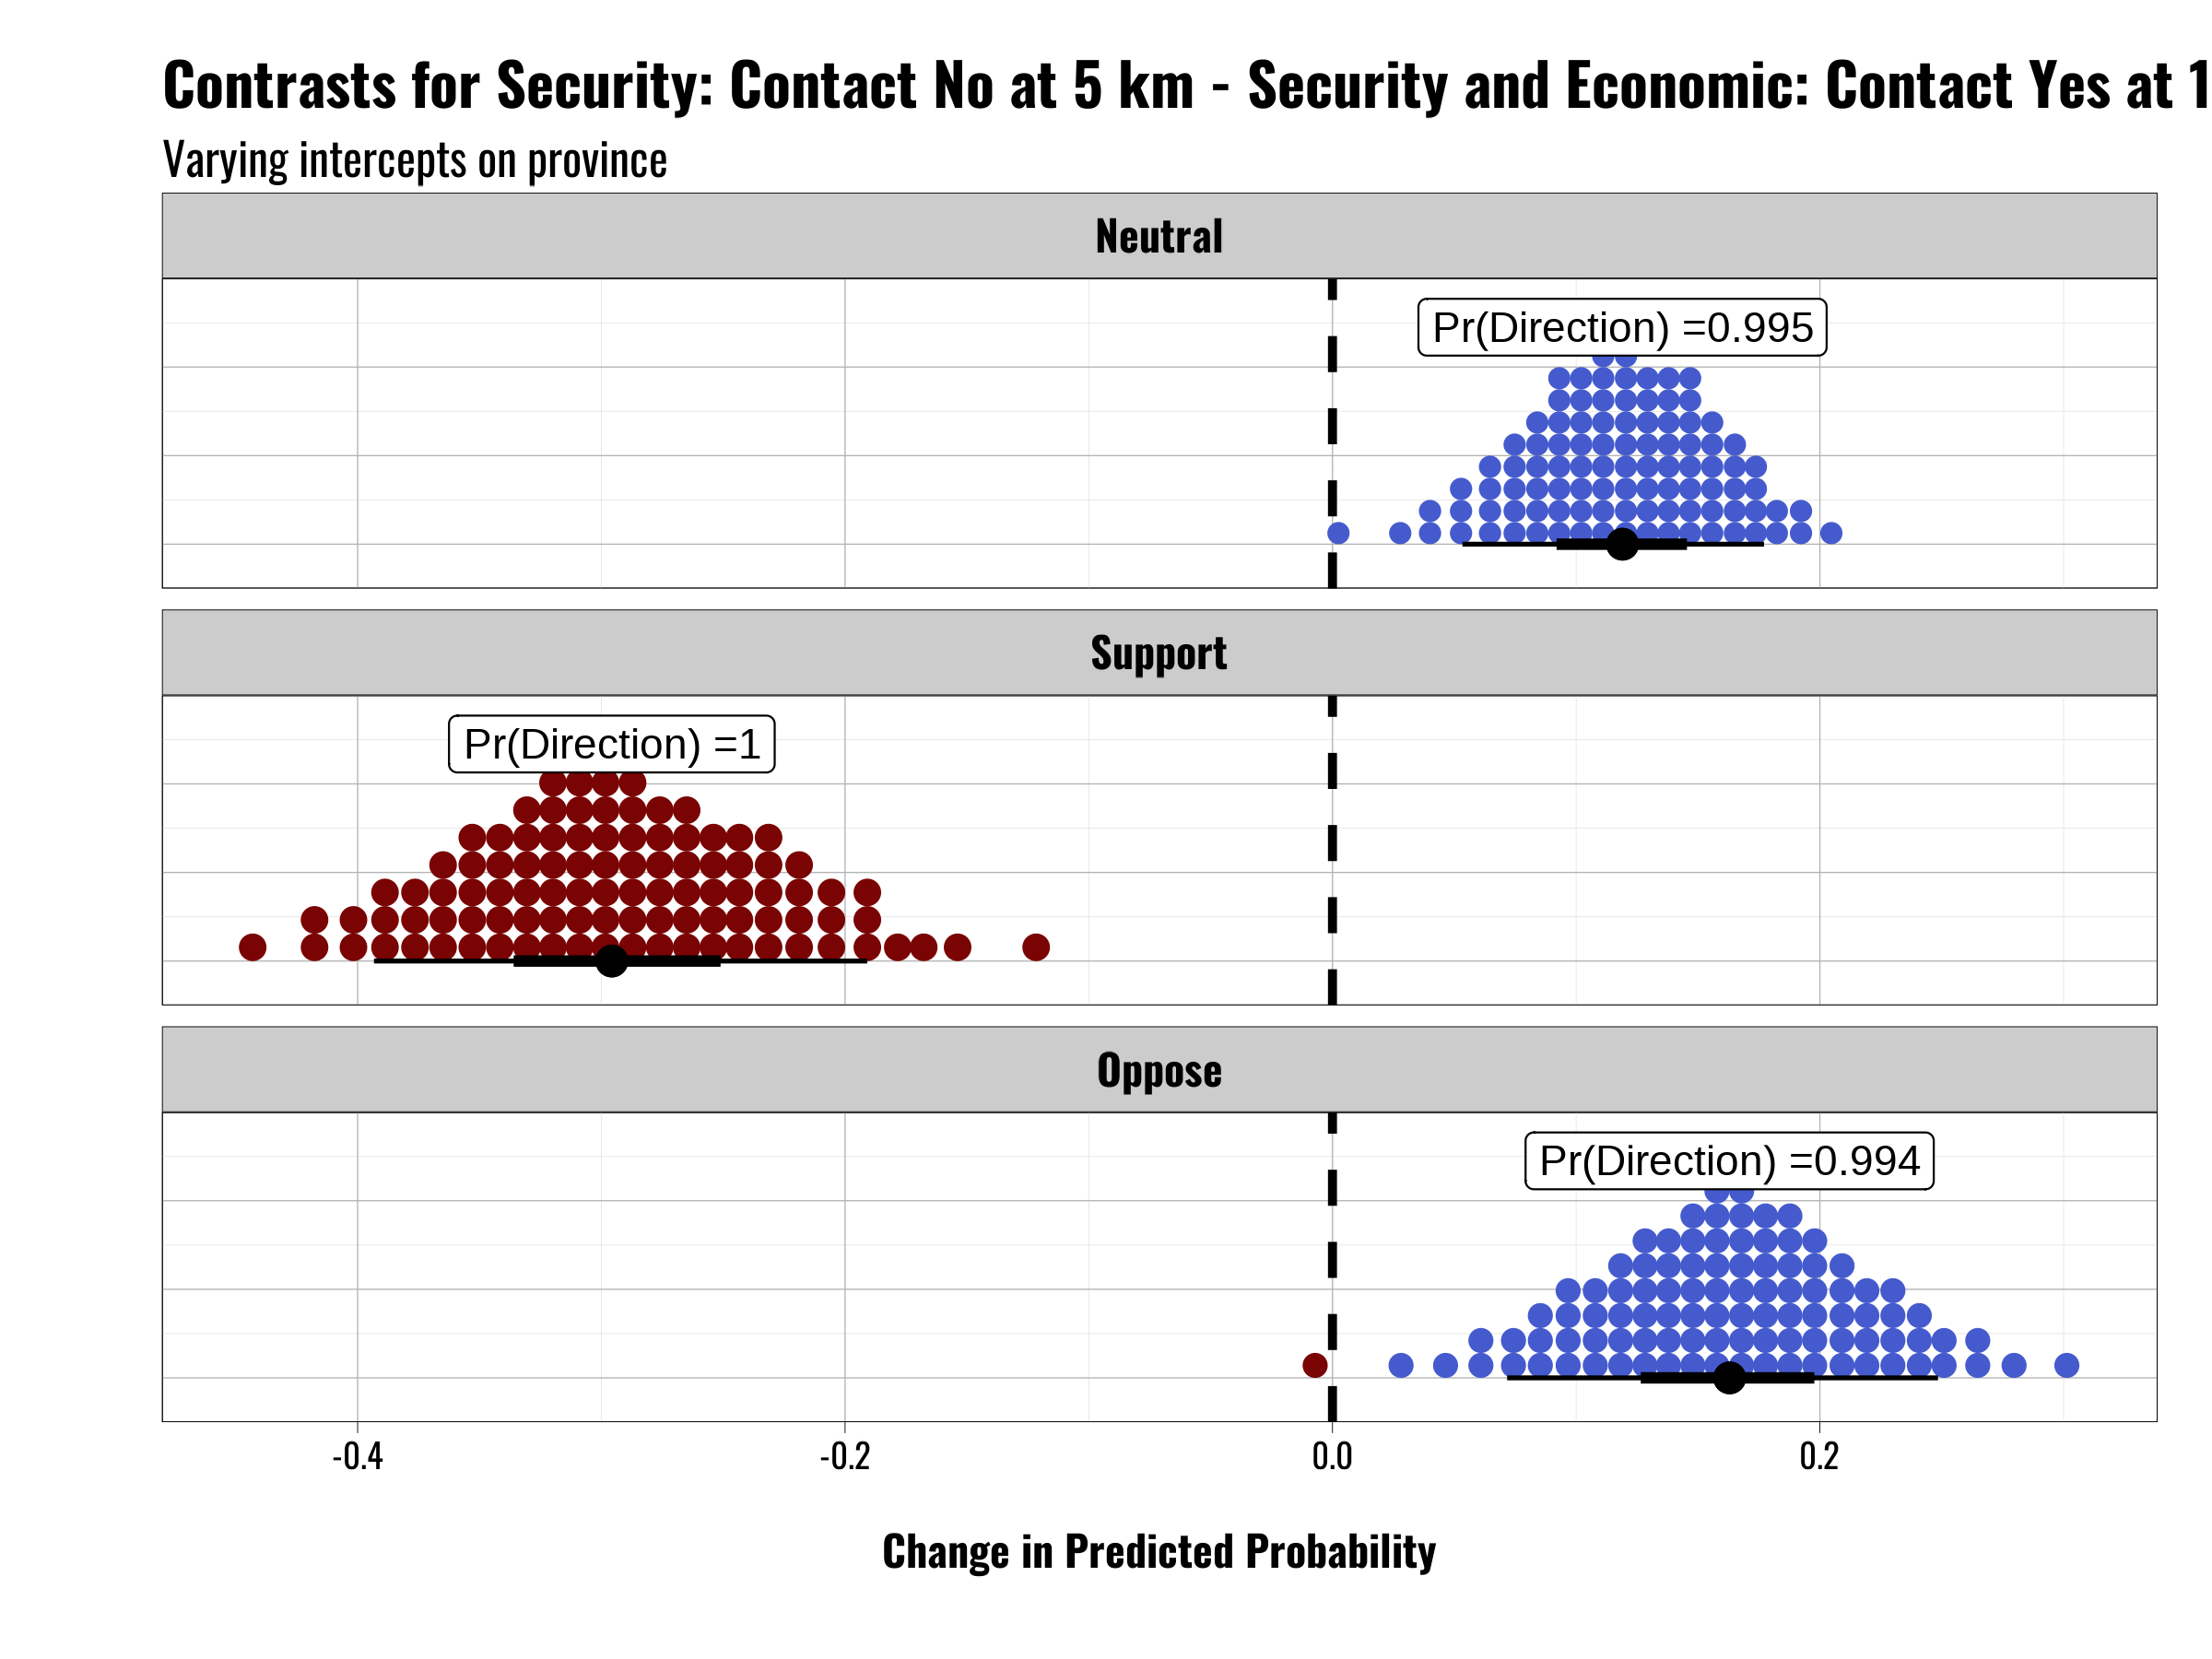 Contrasts for Security: Contact No at 5 km - Security and Economic: Contact Yes at 1
Varying intercepts on province
Neutral
Pr(Direction) =0.995
Support
Pr(Direction) =1
Oppose
Pr(Direction) =0.994
-0.4 -0.2 0.0 0.2
Change in Predicted Probability